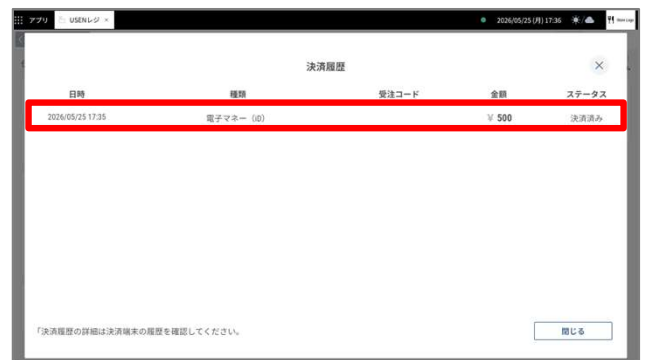 アプリ USENレジ ×
2026/05/25 (月) 17:36
決済履歴
日時 種類 受注コード 金額 ステータス
2026/05/25 17:35 電子マネー（iD） ¥ 500 決済済み
「決済履歴の詳細は決済端末の履歴を確認してください。
閉じる